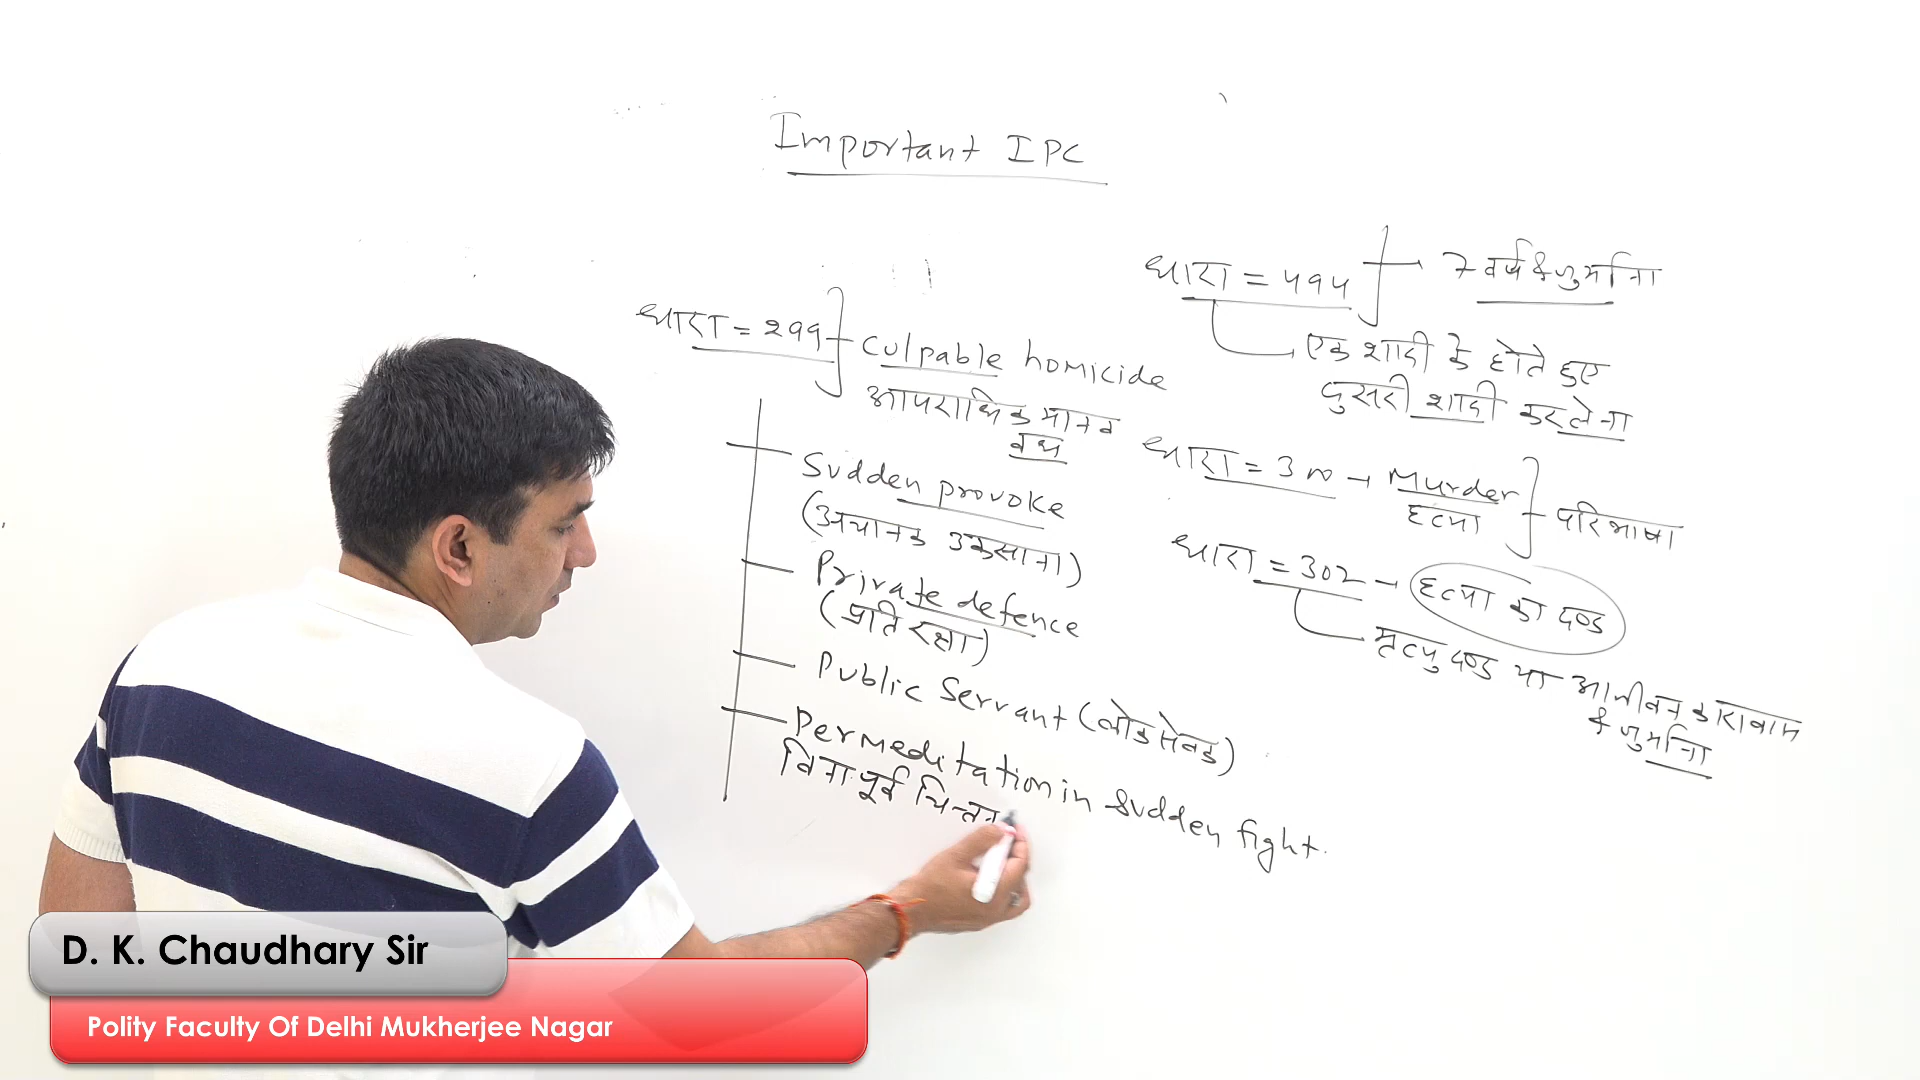 Important IPC
धारा = 299
Culpable homicide
आपराधिक मानव
वध
Sudden provoke
(अचानक उकसाना)
Private defence
(प्रति रक्षा)
Public Servant (लोक सेवक)
Permeditation in Sudden fight.
बिना पूर्व चिन्तन
धारा = 494
7 वर्ष & जुर्माना
एक शादी के होते हुए
दुसरी शादी कर लेना
धारा = 300 → Murder
हत्या
परिभाषा
धारा = 302 → हत्या का दण्ड
मृत्यु दण्ड या आजीवन कारावास
& जुर्माना
D. K. Chaudhary Sir
Polity Faculty Of Delhi Mukherjee Nagar